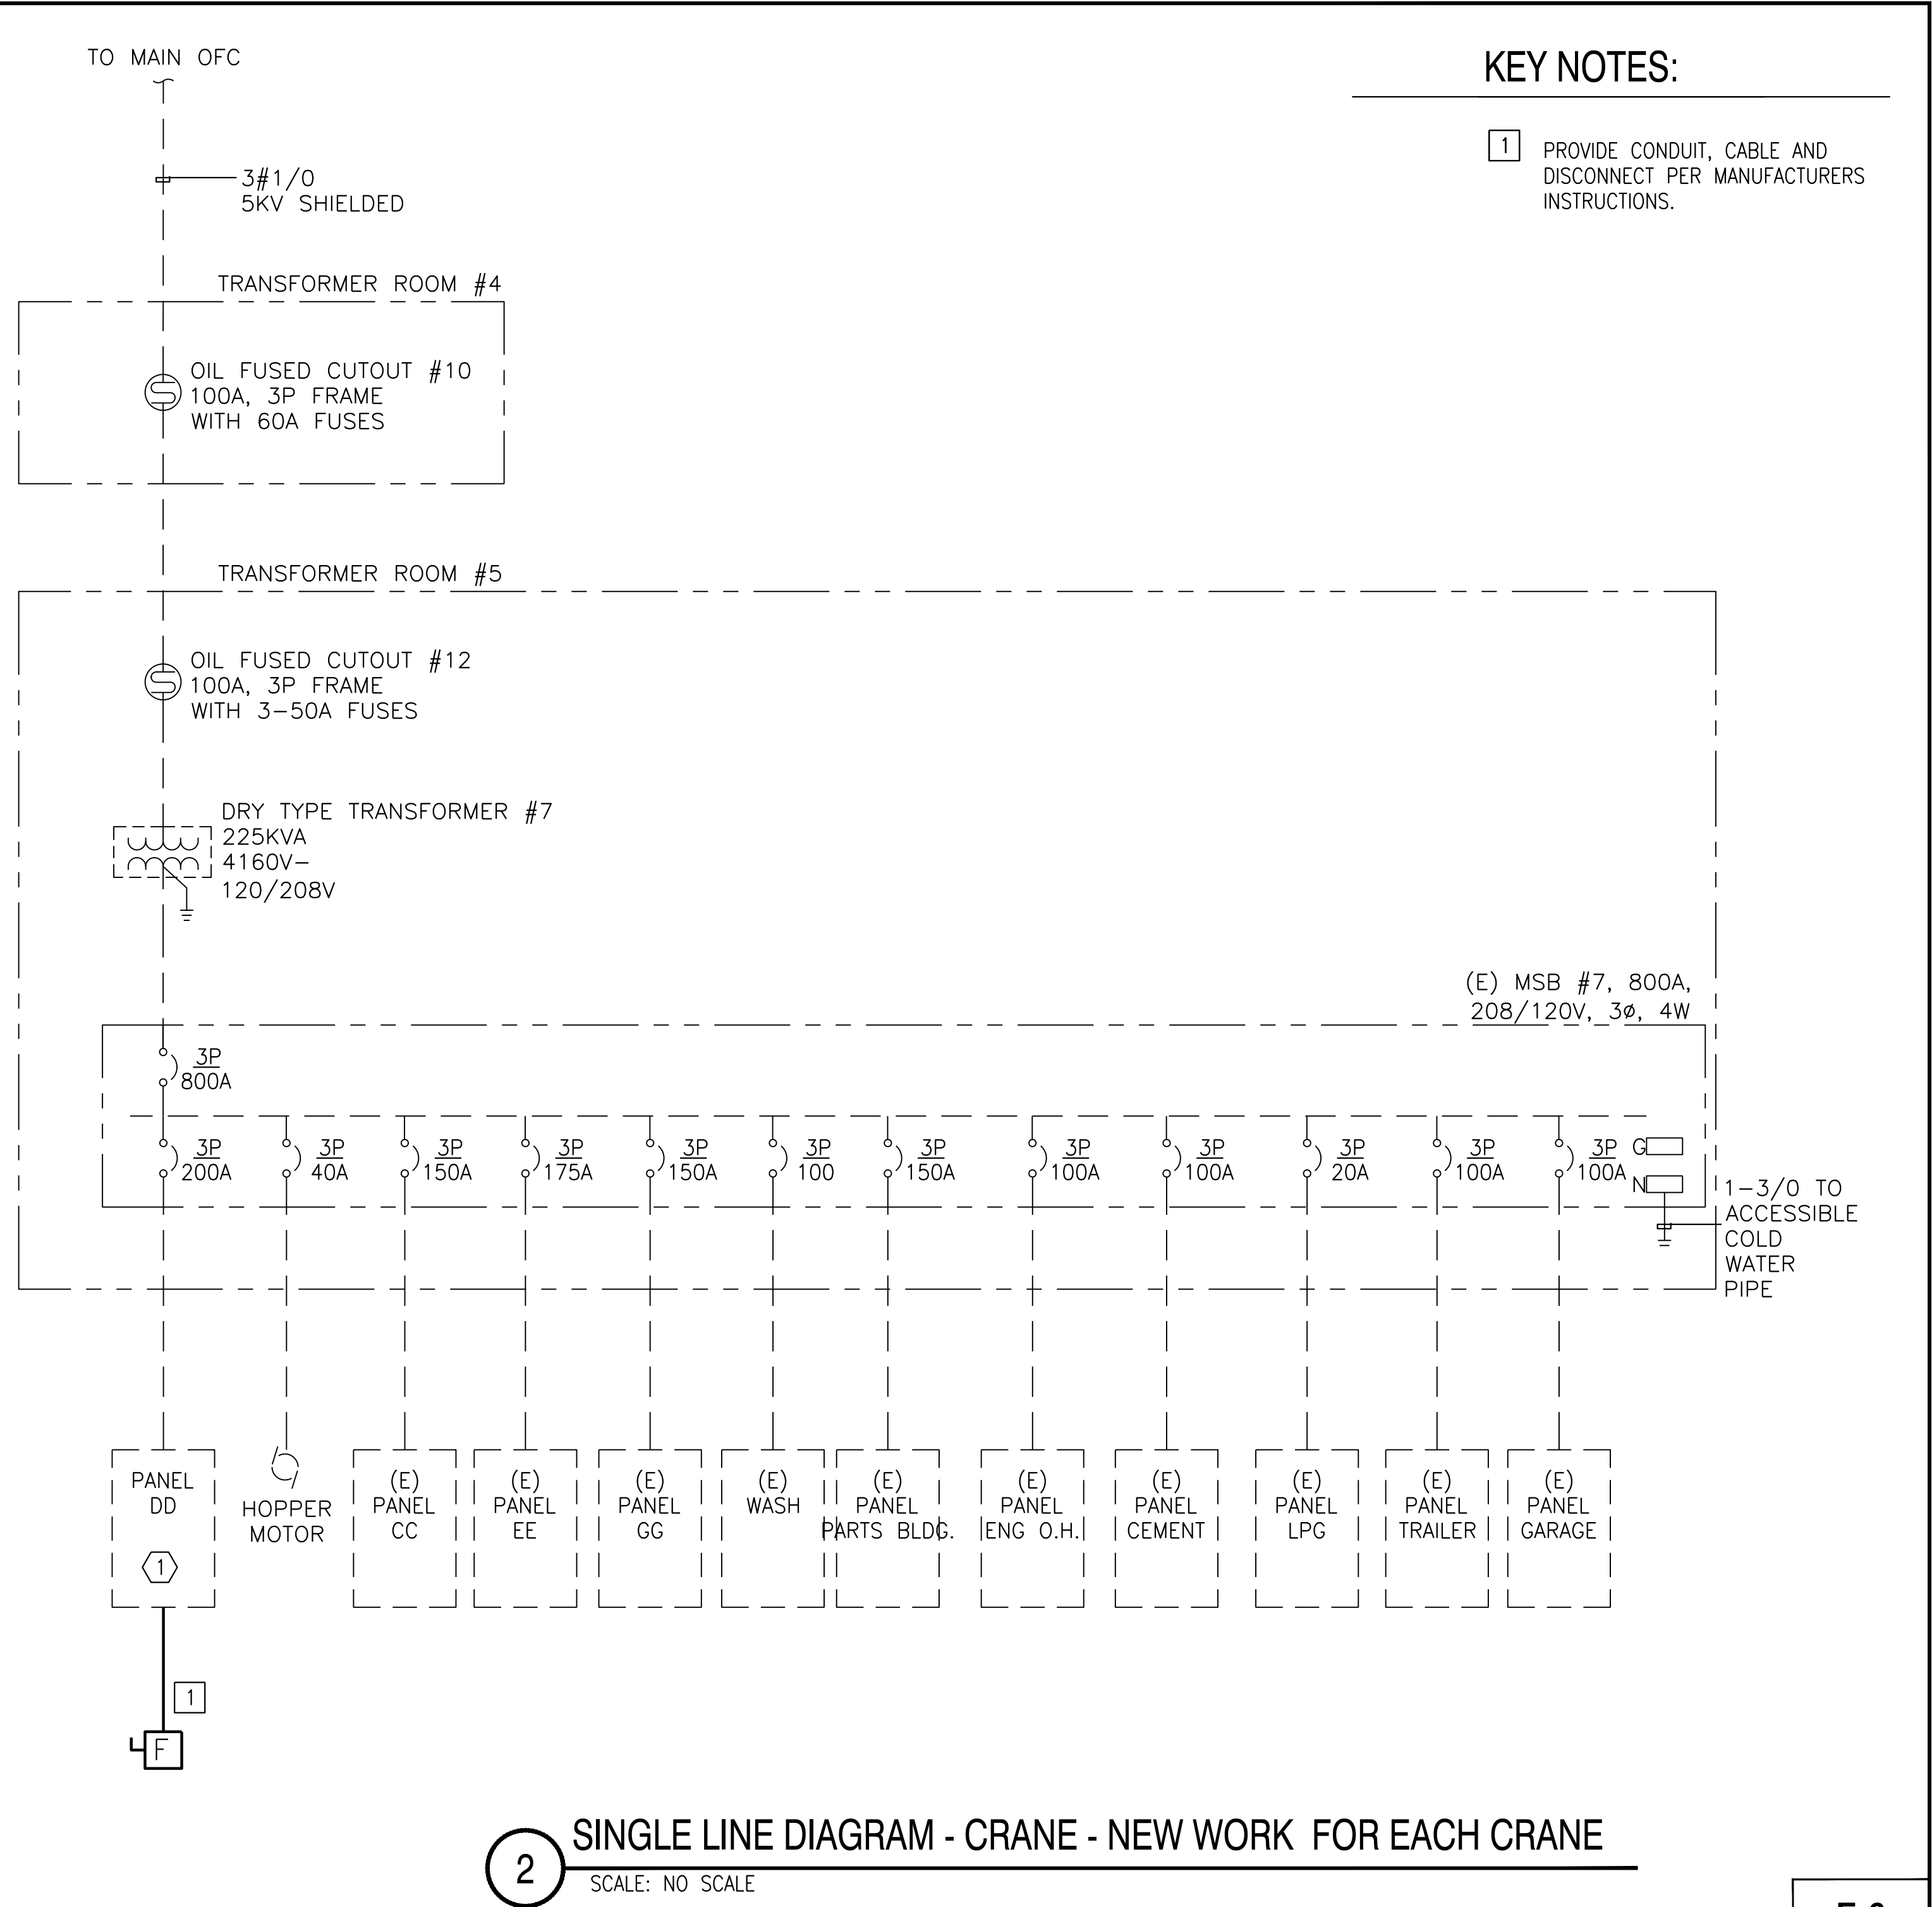 TO MAIN OFC
KEY NOTES:
1
PROVIDE CONDUIT, CABLE AND
DISCONNECT PER MANUFACTURERS
INSTRUCTIONS.
3#1/0
5KV SHIELDED
TRANSFORMER ROOM #4
OIL FUSED CUTOUT #10
100A, 3P FRAME
WITH 60A FUSES
TRANSFORMER ROOM #5
OIL FUSED CUTOUT #12
100A, 3P FRAME
WITH 3-50A FUSES
DRY TYPE TRANSFORMER #7
225KVA
4160V-
120/208V
(E) MSB #7, 800A,
208/120V, 3ø, 4W
3P
800A
3P
200A
3P
40A
3P
150A
3P
175A
3P
150A
3P
100
3P
150A
3P
100A
3P
100A
3P
20A
3P
100A
3P
100A
G
N
1-3/0 TO
ACCESSIBLE
COLD
WATER
PIPE
PANEL
DD
1
HOPPER
MOTOR
(E)
PANEL
CC
(E)
PANEL
EE
(E)
PANEL
GG
(E)
WASH
(E)
PANEL
PARTS BLDG.
(E)
PANEL
ENG O.H.
(E)
PANEL
CEMENT
(E)
PANEL
LPG
(E)
PANEL
TRAILER
(E)
PANEL
GARAGE
1
F
2
SINGLE LINE DIAGRAM - CRANE - NEW WORK FOR EACH CRANE
SCALE: NO SCALE